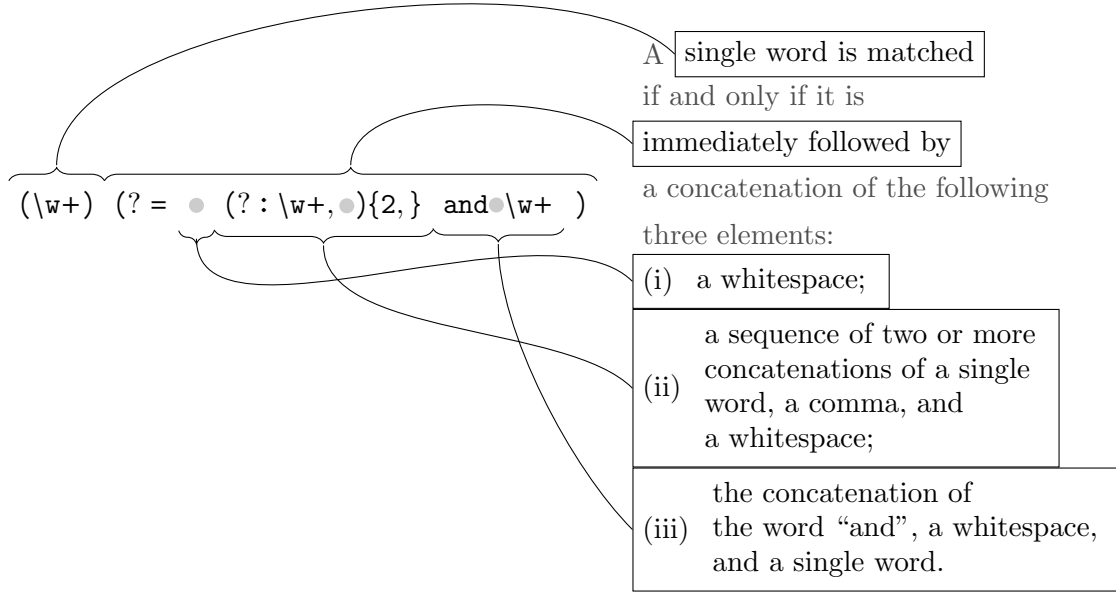 A single word is matched
if and only if it is
immediately followed by
(\w+) (? = ● (? : \w+, ●){2, } and●\w+ )
a concatenation of the following
three elements:
(i) a whitespace;
(ii) a sequence of two or more
concatenations of a single
word, a comma, and
a whitespace;
(iii) the concatenation of
the word “and”, a whitespace,
and a single word.